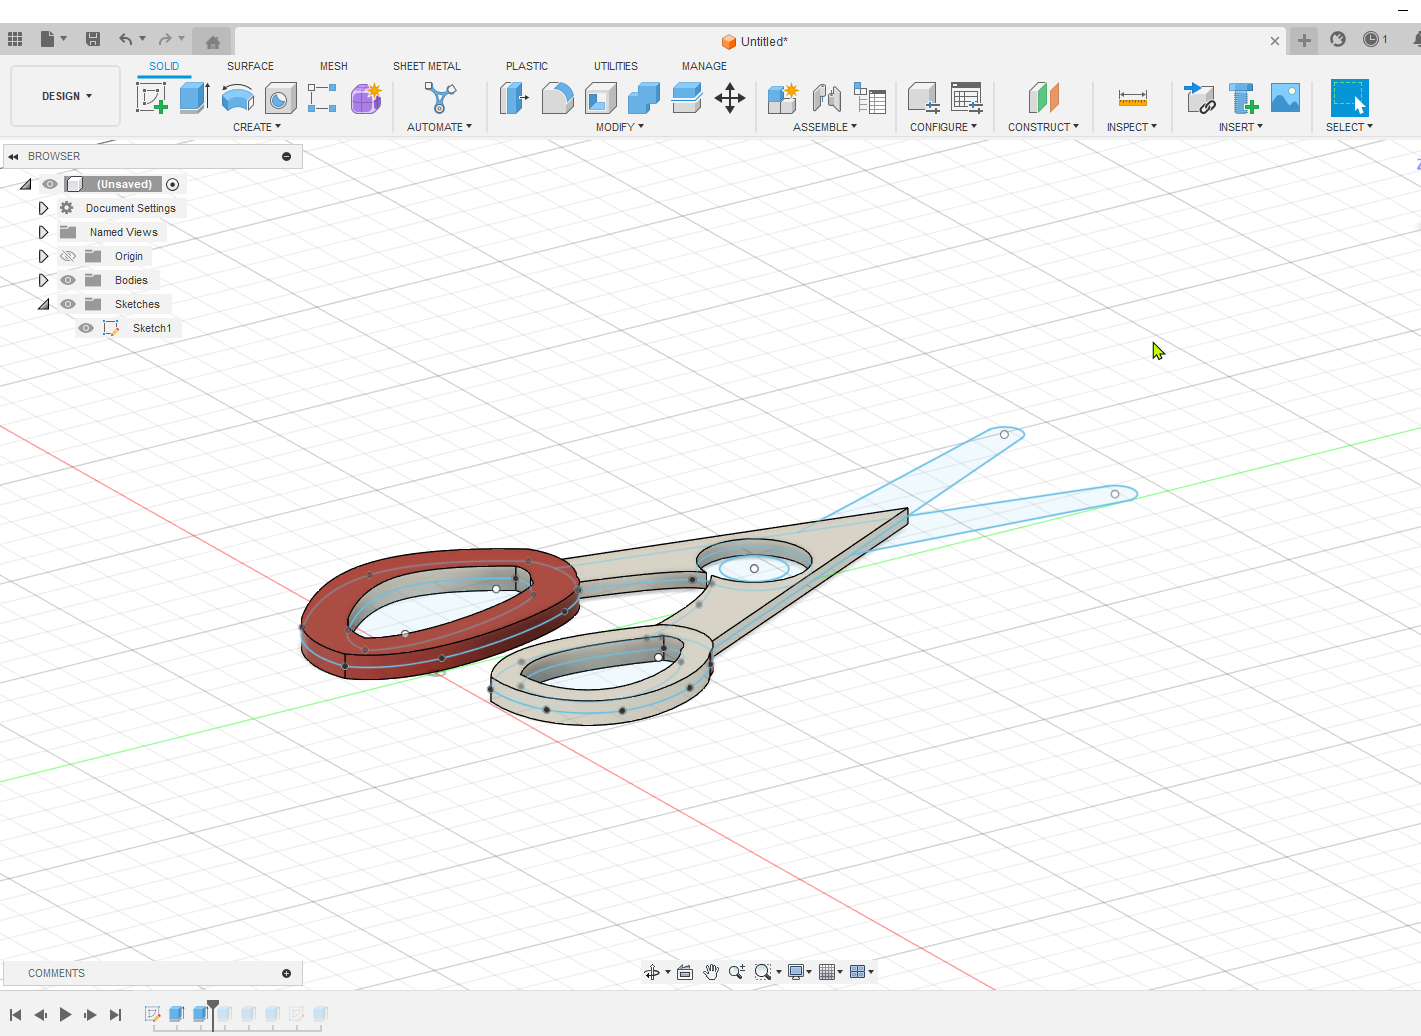 Untitled*
1
SOLID SURFACE MESH SHEET METAL PLASTIC UTILITIES MANAGE
DESIGN
CREATE AUTOMATE MODIFY ASSEMBLE CONFIGURE CONSTRUCT INSPECT INSERT SELECT
BROWSER
(Unsaved)
Document Settings
Named Views
Origin
Bodies
Sketches
Sketch1
COMMENTS